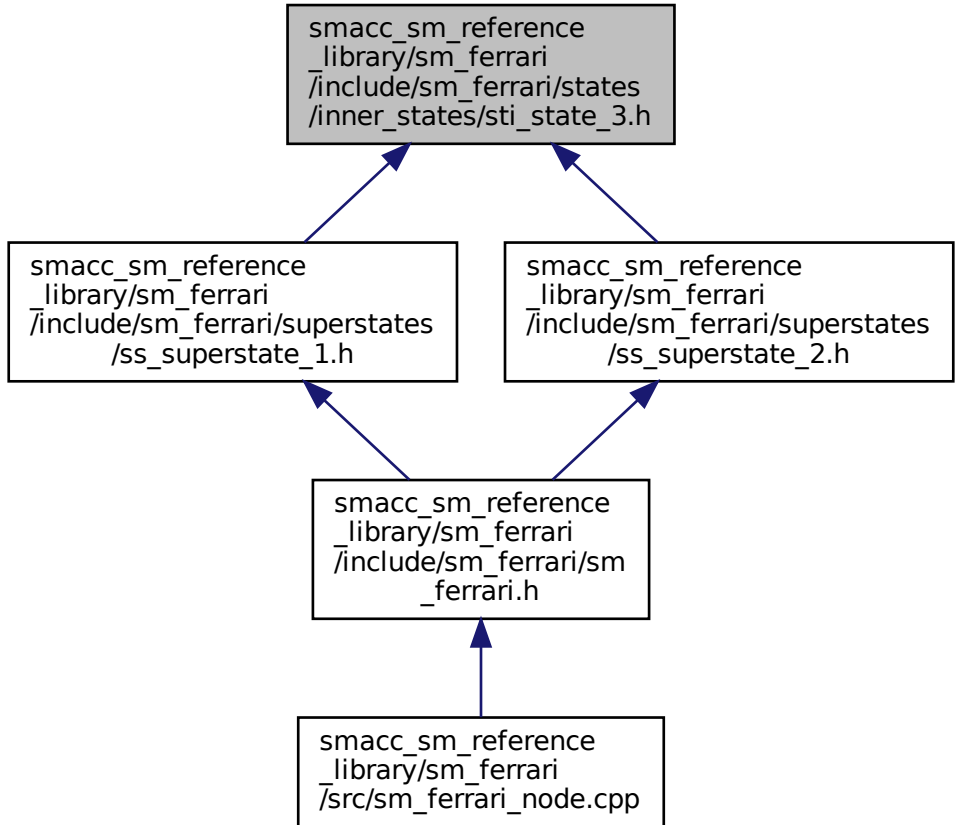 smacc_sm_reference
_library/sm_ferrari
/include/sm_ferrari/states
/inner_states/sti_state_3.h
smacc_sm_reference
_library/sm_ferrari
/include/sm_ferrari/superstates
/ss_superstate_1.h
smacc_sm_reference
_library/sm_ferrari
/include/sm_ferrari/superstates
/ss_superstate_2.h
smacc_sm_reference
_library/sm_ferrari
/include/sm_ferrari/sm
_ferrari.h
smacc_sm_reference
_library/sm_ferrari
/src/sm_ferrari_node.cpp